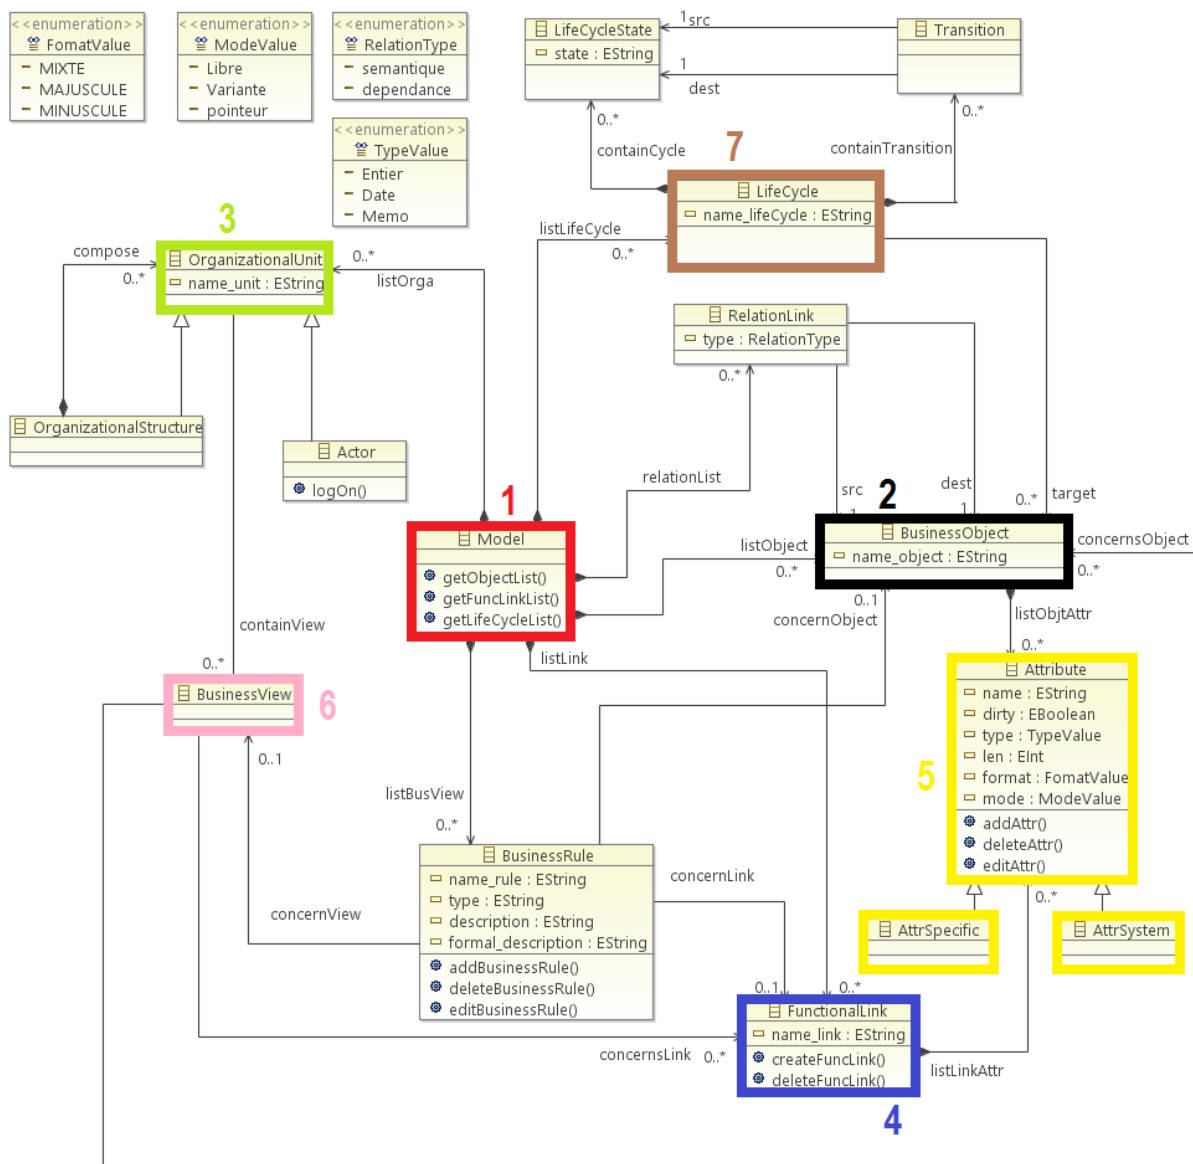 <<enumeration>>
FomatValue
MIXTE
MAJUSCULE
MINUSCULE
<<enumeration>>
ModeValue
Libre
Variante
pointeur
<<enumeration>>
RelationType
semantique
dependance
<<enumeration>>
TypeValue
Entier
Date
Memo
LifeCycleState
state : EString
1 src
1
dest
Transition
0..*
containCycle
0..*
containTransition
7
LifeCycle
name_lifeCycle : EString
listLifeCycle
0..*
3
compose
0..*
OrganizationalUnit
name_unit : EString
0..*
listOrga
RelationLink
type : RelationType
0..*
OrganizationalStructure
Actor
logOn()
relationList
src
1
dest
1
0..*
target
1
Model
getObjectList()
getFuncLinkList()
getLifeCycleList()
2
BusinessObject
name_object : EString
listObject
0..*
concernsObject
0..*
0..1
concernObject
listObjtAttr
0..*
containView
0..*
listLink
BusinessView
6
0..1
Attribute
name : EString
dirty : EBoolean
type : TypeValue
len : EInt
format : FomatValue
mode : ModeValue
addAttr()
deleteAttr()
editAttr()
5
listBusView
0..*
BusinessRule
name_rule : EString
type : EString
description : EString
formal_description : EString
addBusinessRule()
deleteBusinessRule()
editBusinessRule()
concernView
concernLink
0..*
AttrSpecific
AttrSystem
0..1
0..*
FunctionalLink
name_link : EString
createFuncLink()
deleteFuncLink()
concernsLink
0..*
listLinkAttr
4